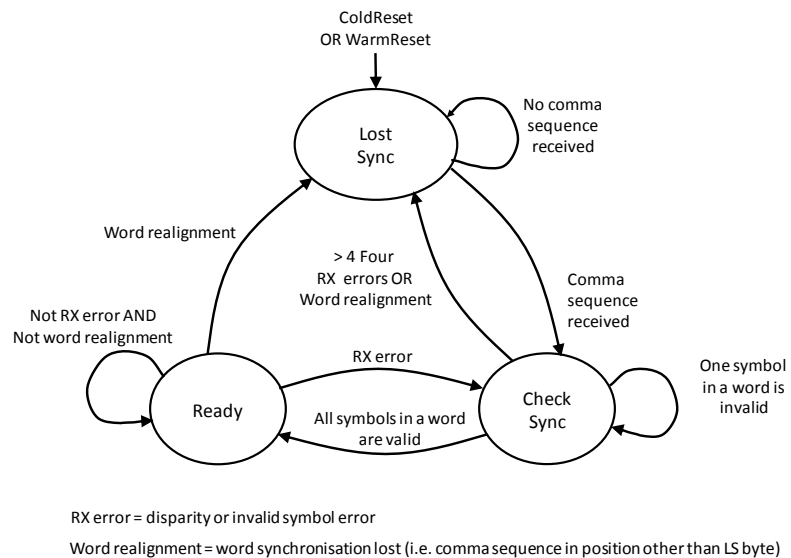 ColdReset
OR WarmReset
Lost
Sync
No comma
sequence
received
Word realignment
> 4 Four
RX errors OR
Word realignment
Comma
sequence
received
Not RX error AND
Not word realignment
RX error
One symbol
in a word is
invalid
Ready
Check
Sync
All symbols in a word
are valid
RX error = disparity or invalid symbol error
Word realignment = word synchronisation lost (i.e. comma sequence in position other than LS byte)